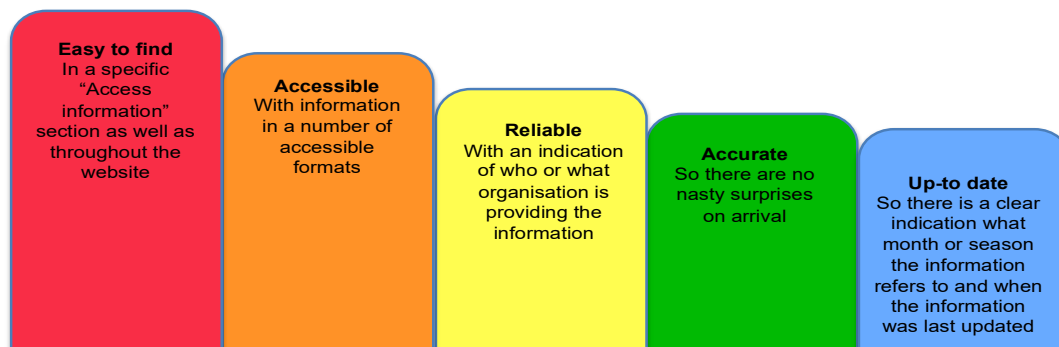 Easy to find
In a specific
“Access
information”
section as well as
throughout the
website
Accessible
With information
in a number of
accessible
formats
Reliable
With an indication
of who or what
organisation is
providing the
information
Accurate
So there are no
nasty surprises
on arrival
Up-to date
So there is a clear
indication what
month or season
the information
refers to and when
the information
was last updated